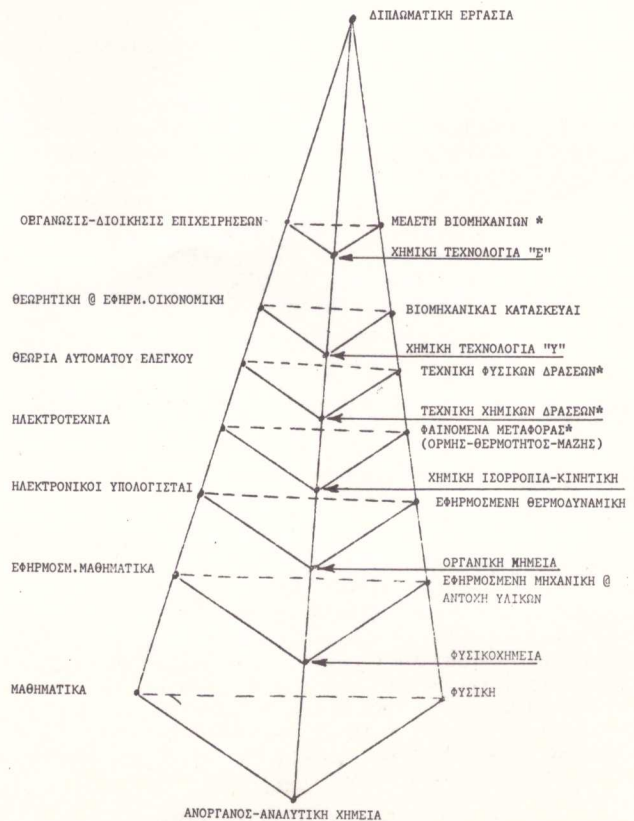 ΔΙΠΛΩΜΑΤΙΚΗ ΕΡΓΑΣΙΑ
ΟΒΓΑΝΩΣΙΣ-ΔΙΟΙΚΗΣΙΣ ΕΠΙΧΕΙΡΗΣΕΩΝ
ΜΕΛΕΤΗ ΒΙΟΜΗΧΑΝΙΩΝ *
ΧΗΜΙΚΗ ΤΕΧΝΟΛΟΓΙΑ "Ε"
ΘΕΩΡΗΤΙΚΗ @ ΕΦΗΡΜ.ΟΙΚΟΝΟΜΙΚΗ
ΒΙΟΜΗΧΑΝΙΚΑΙ ΚΑΤΑΣΚΕΥΑΙ
ΧΗΜΙΚΗ ΤΕΧΝΟΛΟΓΙΑ "Υ"
ΘΕΩΡΙΑ ΑΥΤΟΜΑΤΟΥ ΕΛΕΓΧΟΥ
ΤΕΧΝΙΚΗ ΦΥΣΙΚΩΝ ΔΡΑΣΕΩΝ*
ΤΕΧΝΙΚΗ ΧΗΜΙΚΩΝ ΔΡΑΣΕΩΝ*
ΗΛΕΚΤΡΟΤΕΧΝΙΑ
ΦΑΙΝΟΜΕΝΑ ΜΕΤΑΦΟΡΑΣ*
(ΟΡΜΗΣ-ΘΕΡΜΟΤΗΤΟΣ-ΜΑΖΗΣ)
ΧΗΜΙΚΗ ΙΣΟΡΡΟΠΙΑ-ΚΙΝΗΤΙΚΗ
ΗΛΕΚΤΡΟΝΙΚΟΙ ΥΠΟΛΟΓΙΣΤΑΙ
ΕΦΗΡΜΟΣΜΕΝΗ ΘΕΡΜΟΔΥΝΑΜΙΚΗ
ΟΡΓΑΝΙΚΗ ΧΗΜΕΙΑ
ΕΦΗΡΜΟΣΜ.ΜΑΘΗΜΑΤΙΚΑ
ΕΦΗΡΜΟΣΜΕΝΗ ΜΗΧΑΝΙΚΗ @
ΑΝΤΟΧΗ ΥΛΙΚΩΝ
ΦΥΣΙΚΟΧΗΜΕΙΑ
ΜΑΘΗΜΑΤΙΚΑ
ΦΥΣΙΚΗ
ΑΝΟΡΓΑΝΟΣ-ΑΝΑΛΥΤΙΚΗ ΧΗΜΕΙΑ